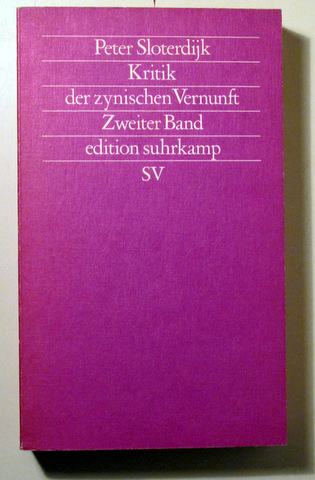 Peter Sloterdijk
Kritik
der zynischen Vernunft
Zweiter Band
edition suhrkamp
SV